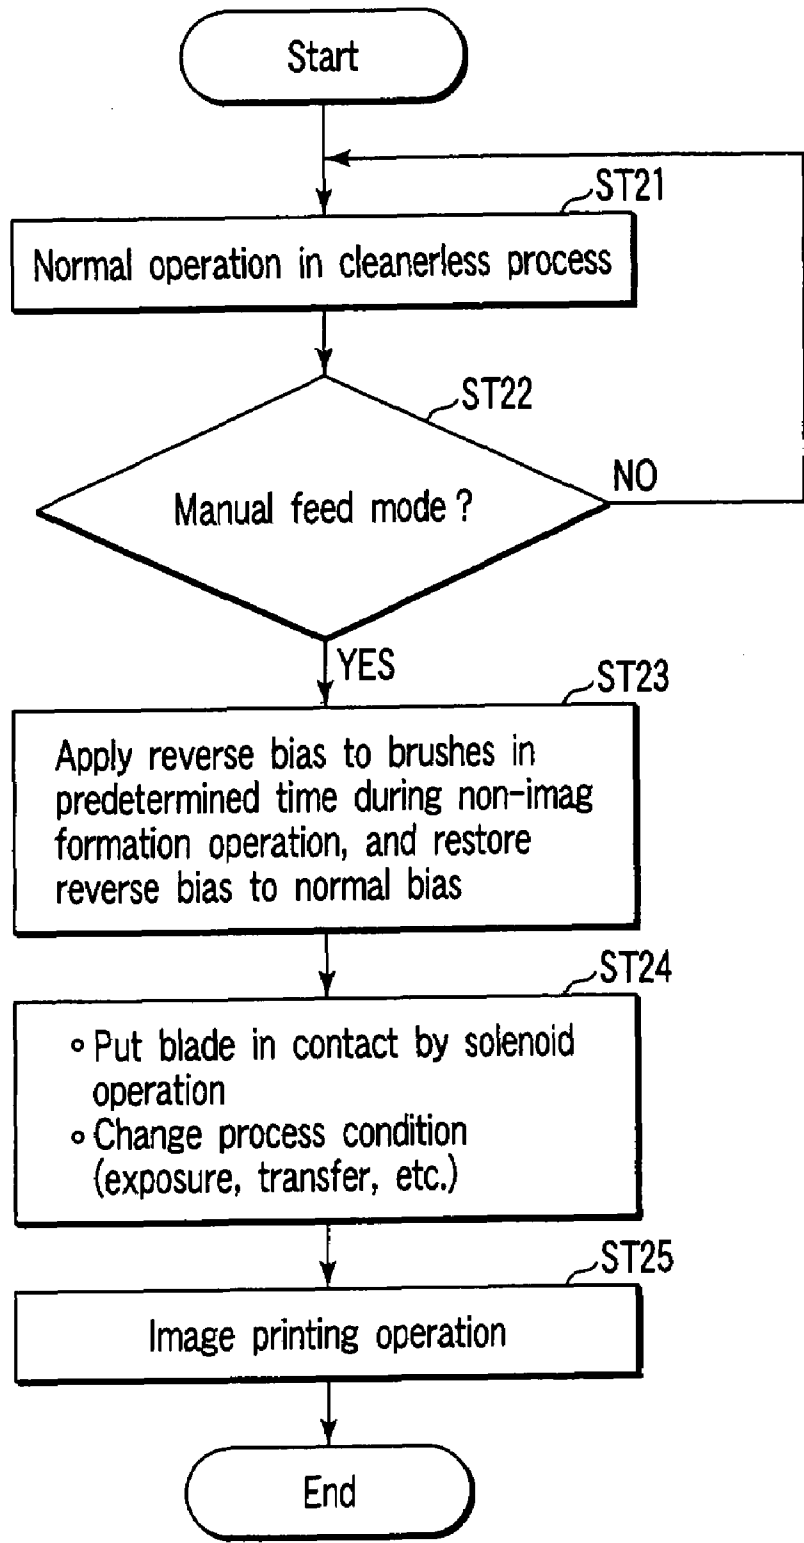 Start
ST21
Normal operation in cleanerless process
ST22
Manual feed mode ?
NO
YES
ST23
Apply reverse bias to brushes in
predetermined time during non-imag
formation operation, and restore
reverse bias to normal bias
ST24
∘ Put blade in contact by solenoid
operation
∘ Change process condition
(exposure, transfer, etc.)
ST25
Image printing operation
End